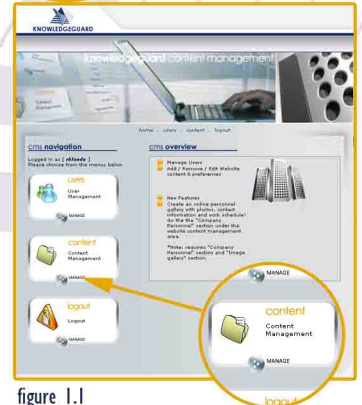 KNOWLEDGEGUARD
knowledgeguard content management
home . users . content . logout
cms navigation
Logged in as [
Please choose from the menus below
users
User
Management
MANAGE
content
Content
Management
MANAGE
logout
Logout
MANAGE
cms overview
Manage Users
Add / Remove / Edit Website
content & preferences
New Features
Create an online personnel
gallery with photos, contact
information and work schedule!
Go the the "Company
Personnel" section under the
website content management
area.
*Note: requires "Company
Personnel" section and "Image
gallery" section.
MANAGE
content
Content
Management
MANAGE
logout
figure 1.1